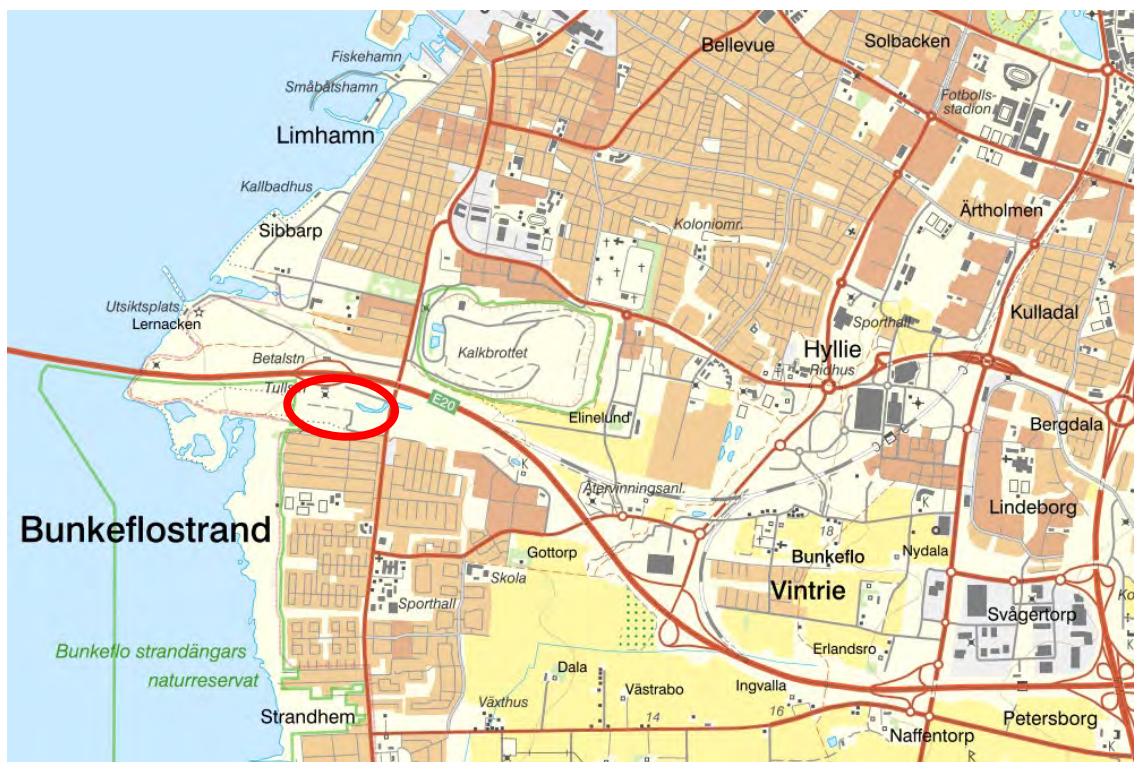 Bellevue
Solbacken
Fiskehamn
Småbåtshamn
Fotbolls-
stadion
Limhamn
Kallbadhus
Koloniomr.
Ärtholmen
Sibbarp
Utsiktsplats
Lernacken
Kulladal
Sporthall
Hyllie
Ridhus
Kalkbrottet
Betalstn
Tulls
E20
Elinelund
Bergdala
K
Återvinningsanl.
K
Lindeborg
Bunkeflostrand
18
Gottorp
Bunkeflo
Nydala
Skola
Vintrie
Sporthall
Svågertorp
Ko
K
Bunkeflo strandängars
naturreservat
Erlandsro
Dala
Västrabo
Ingvalla
Växthus
14
16
Strandhem
Petersborg
Naffentorp
R